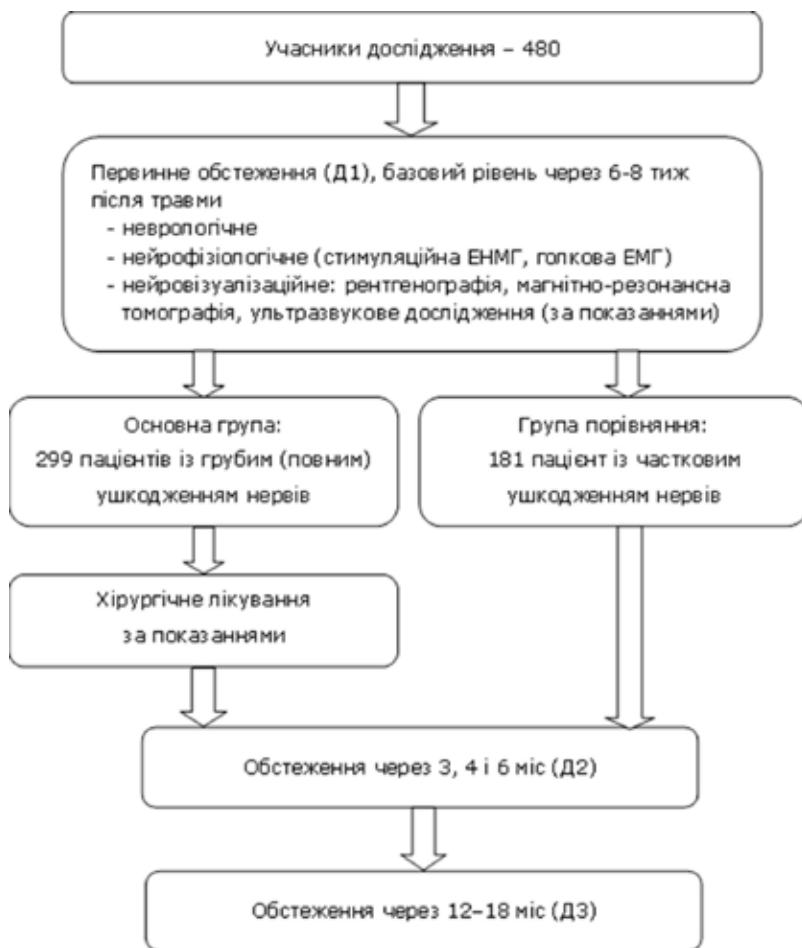 Учасники дослідження – 480
Первинне обстеження (Д1), базовий рівень через 6-8 тиж
після травми
- неврологічне
- нейрофізіологічне (стимуляційна ЕНМГ, голкова ЕМГ)
- нейровізуалізаційне: рентгенографія, магнітно-резонансна
томографія, ультразвукове дослідження (за показаннями)
Основна група:
299 пацієнтів із грубим (повним)
ушкодженням нервів
Група порівняння:
181 пацієнт із частковим
ушкодженням нервів
Хірургічне лікування
за показаннями
Обстеження через 3, 4 і 6 міс (Д2)
Обстеження через 12–18 міс (Д3)